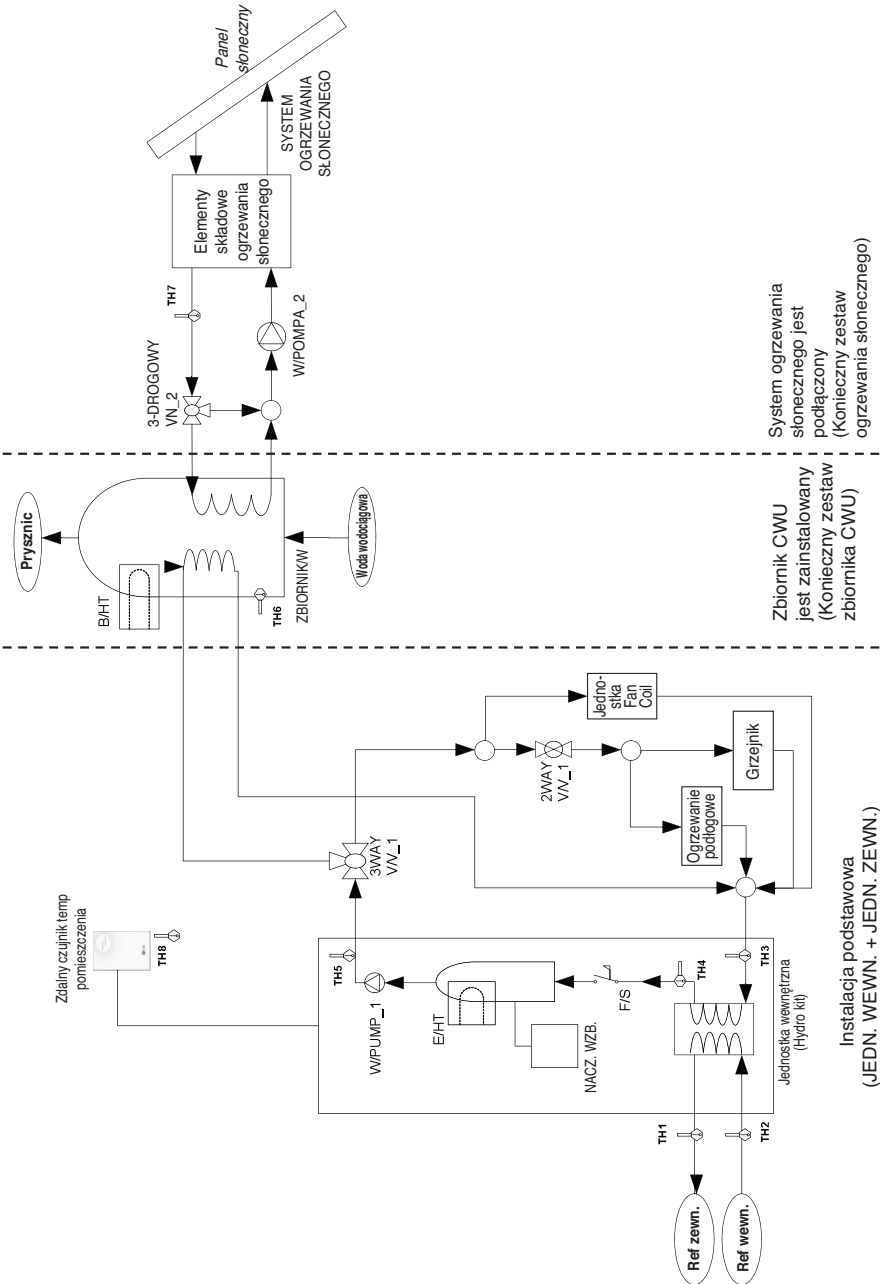 Zdalny czujnik temp
pomieszczenia
TH8
Jednostka wewnętrzna
(Hydro kit)
TH1
TH2
Ref zewn.
Ref wewn.
TH3
TH4
F/S
NACZ. WZB.
E/HT
W/PUMP_1
TH5
3WAY
V/V_1
2WAY
V/V_1
Jedno-
stka
Fan
Coil
Grzejnik
Ogrzewanie
podłogowe
Instalacja podstawowa
(JEDN. WEWN. + JEDN. ZEWN.)
Prysznic
B/HT
TH6
ZBIORNIK/W
Woda wodociągowa
Zbiornik CWU
jest zainstalowany
(Konieczny zestaw
zbiornika CWU)
3-DROGOWY
VN_2
TH7
W/POMPA_2
Elementy
składowe
ogrzewania
słonecznego
Panel
słoneczny
SYSTEM
OGRZEWANIA
SŁONECZNEGO
System ogrzewania
słonecznego jest
podłączony
(Konieczny zestaw
ogrzewania słonecznego)